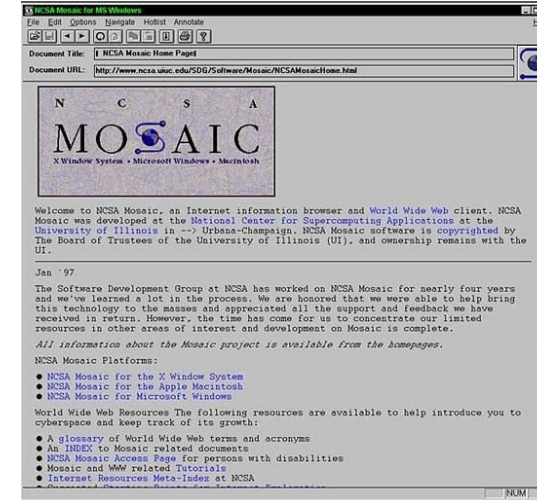 NCSA Mosaic for MS Windows
File Edit Options Navigate Hotlist Annotate
Document Title: NCSA Mosaic Home Page
Document URL: http://www.ncsa.uiuc.edu/SDG/Software/Mosaic/NCSAMosaicHome.html
N C S A
MOSAIC
X Window System • Microsoft Windows • Macintosh
Welcome to NCSA Mosaic, an Internet information browser and World Wide Web client. NCSA
Mosaic was developed at the National Center for Supercomputing Applications at the
University of Illinois in --> Urbana-Champaign. NCSA Mosaic software is copyrighted by
The Board of Trustees of the University of Illinois (UI), and ownership remains with the
UI.
Jan '97
The Software Development Group at NCSA has worked on NCSA Mosaic for nearly four years
and we've learned a lot in the process. We are honored that we were able to help bring
this technology to the masses and appreciated all the support and feedback we have
received in return. However, the time has come for us to concentrate our limited
resources in other areas of interest and development on Mosaic is complete.
All information about the Mosaic project is available from the homepages.
NCSA Mosaic Platforms:
● NCSA Mosaic for the X Window System
● NCSA Mosaic for the Apple Macintosh
● NCSA Mosaic for Microsoft Windows
World Wide Web Resources The following resources are available to help introduce you to
cyberspace and keep track of its growth:
● A glossary of World Wide Web terms and acronyms
● An INDEX to Mosaic related documents
● NCSA Mosaic Access Page for persons with disabilities
● Mosaic and WWW related Tutorials
● Internet Resources Meta-Index at NCSA
NUM